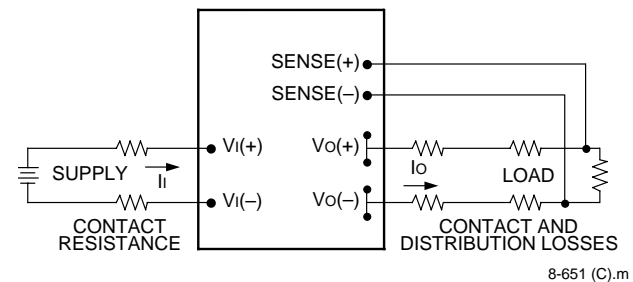 SENSE(+)
SENSE(–)
VI(+)
VO(+)
SUPPLY
II
IO
LOAD
VI(–)
VO(–)
CONTACT
RESISTANCE
CONTACT AND
DISTRIBUTION LOSSES
8-651 (C).m